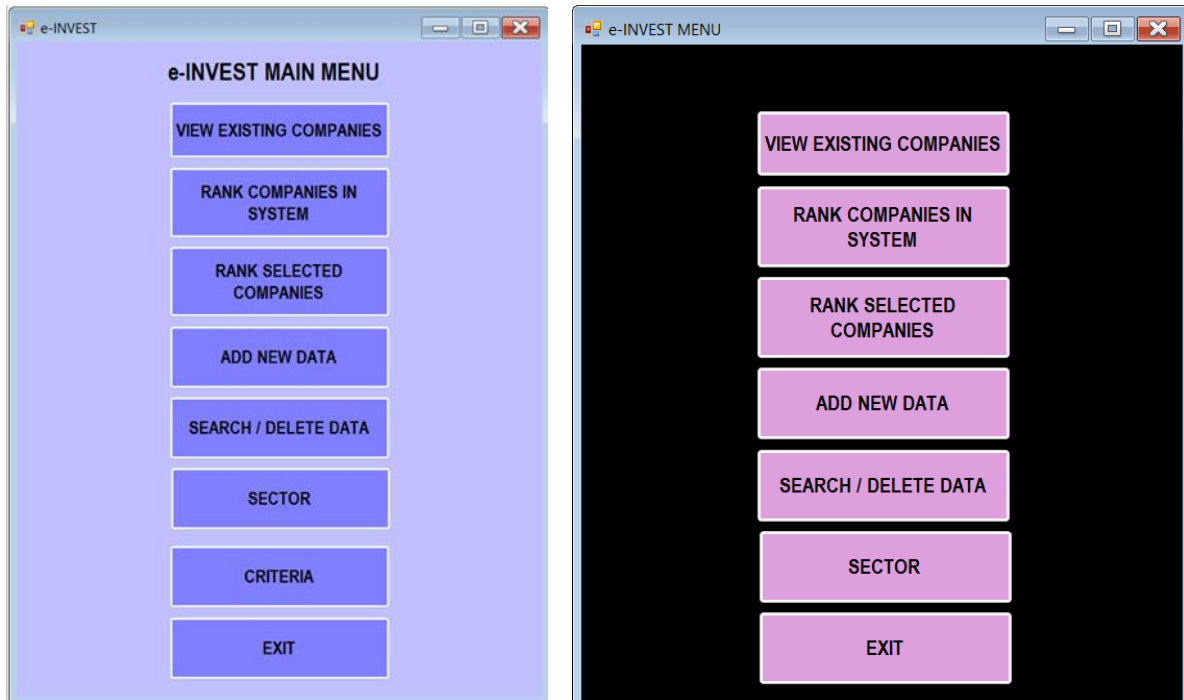 e-INVEST
e-INVEST MAIN MENU
VIEW EXISTING COMPANIES
RANK COMPANIES IN
SYSTEM
RANK SELECTED
COMPANIES
ADD NEW DATA
SEARCH / DELETE DATA
SECTOR
CRITERIA
EXIT
e-INVEST MENU
VIEW EXISTING COMPANIES
RANK COMPANIES IN
SYSTEM
RANK SELECTED
COMPANIES
ADD NEW DATA
SEARCH / DELETE DATA
SECTOR
EXIT